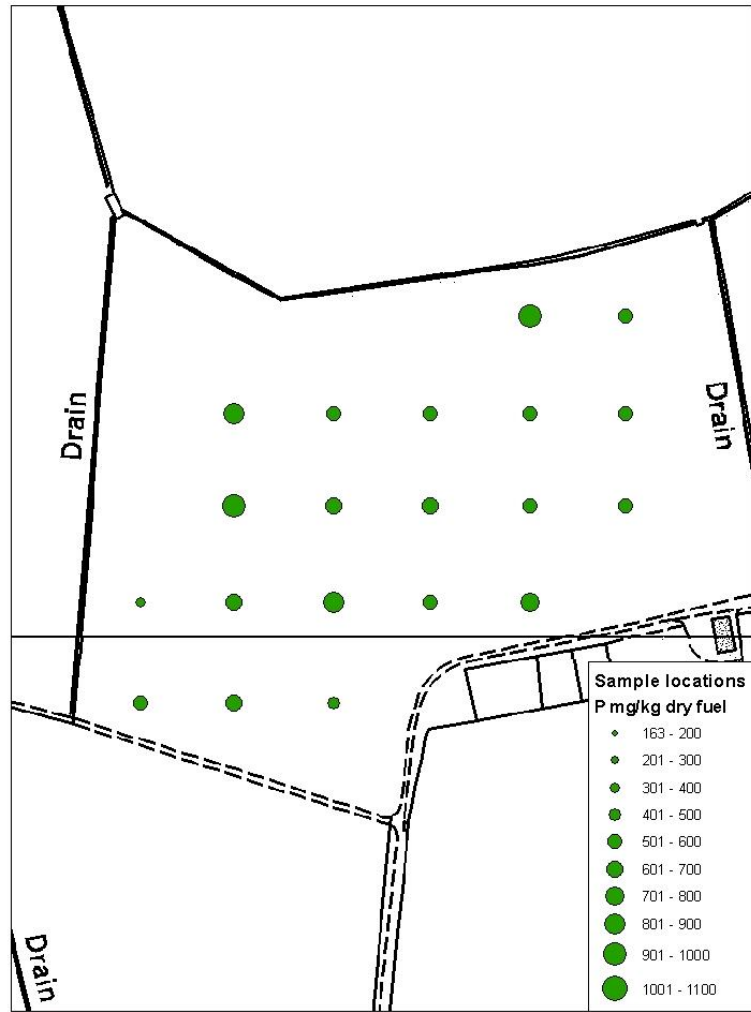 Drain
Drain
Sample locations
P mg/kg dry fuel
163 - 200
201 - 300
301 - 400
401 - 500
501 - 600
601 - 700
701 - 800
801 - 900
901 - 1000
1001 - 1100
Drain